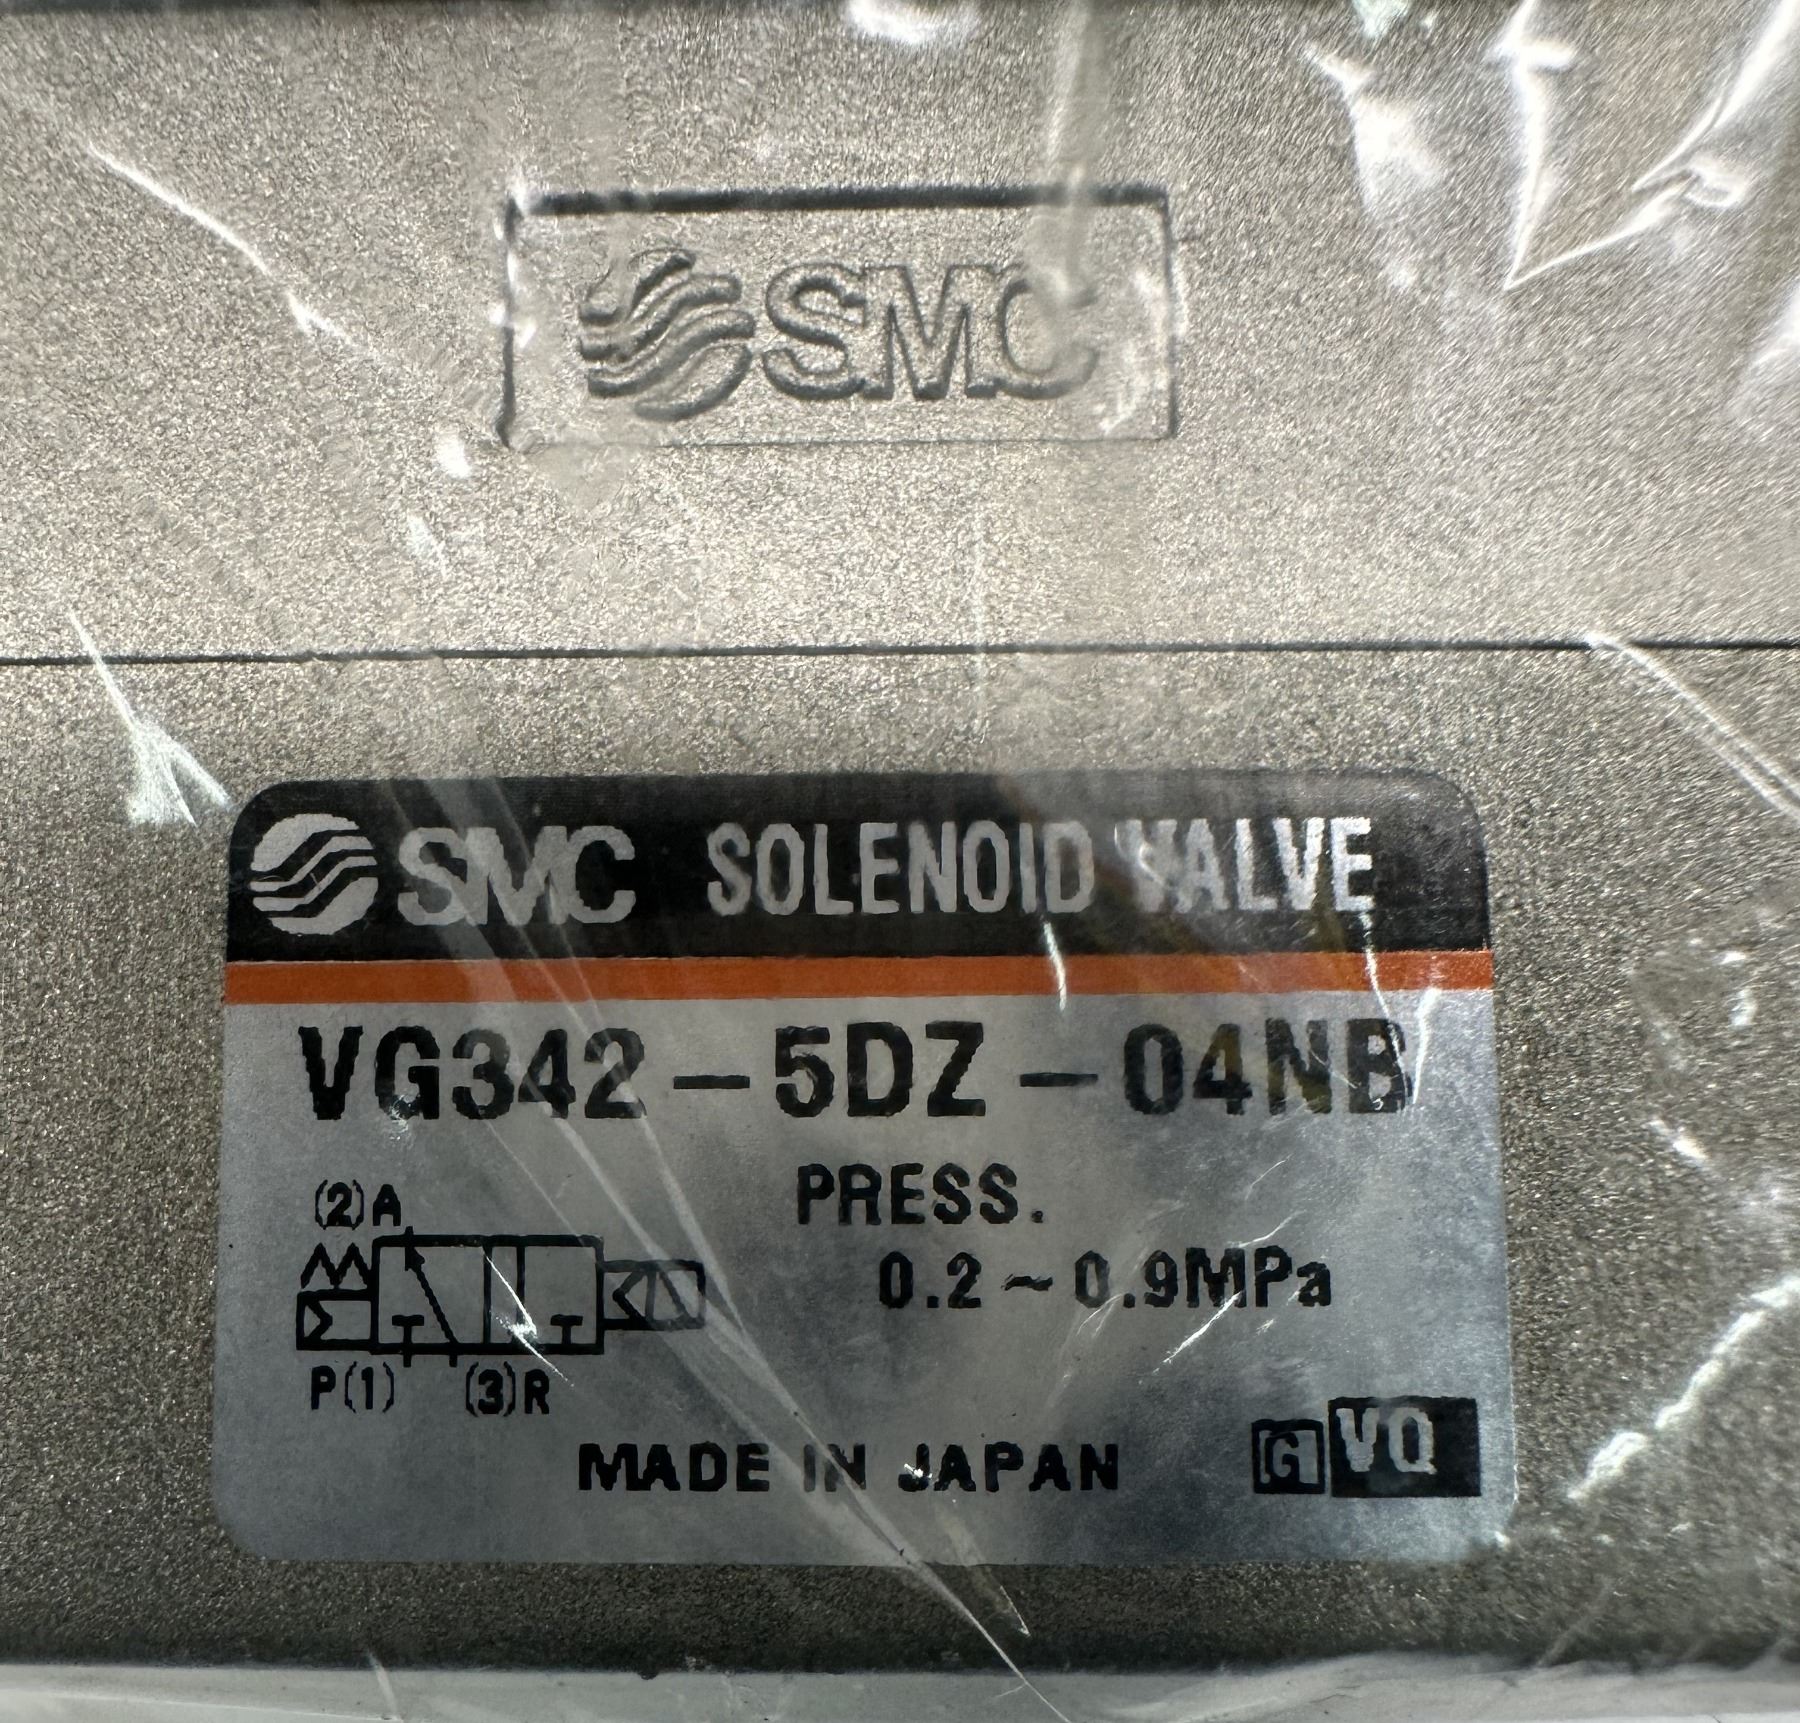 SMC
SMC SOLENOID VALVE
VG342-5DZ-04NB
(2)A
PRESS.
0.2~0.9MPa
P(1) (3)R
MADE IN JAPAN
G VQ